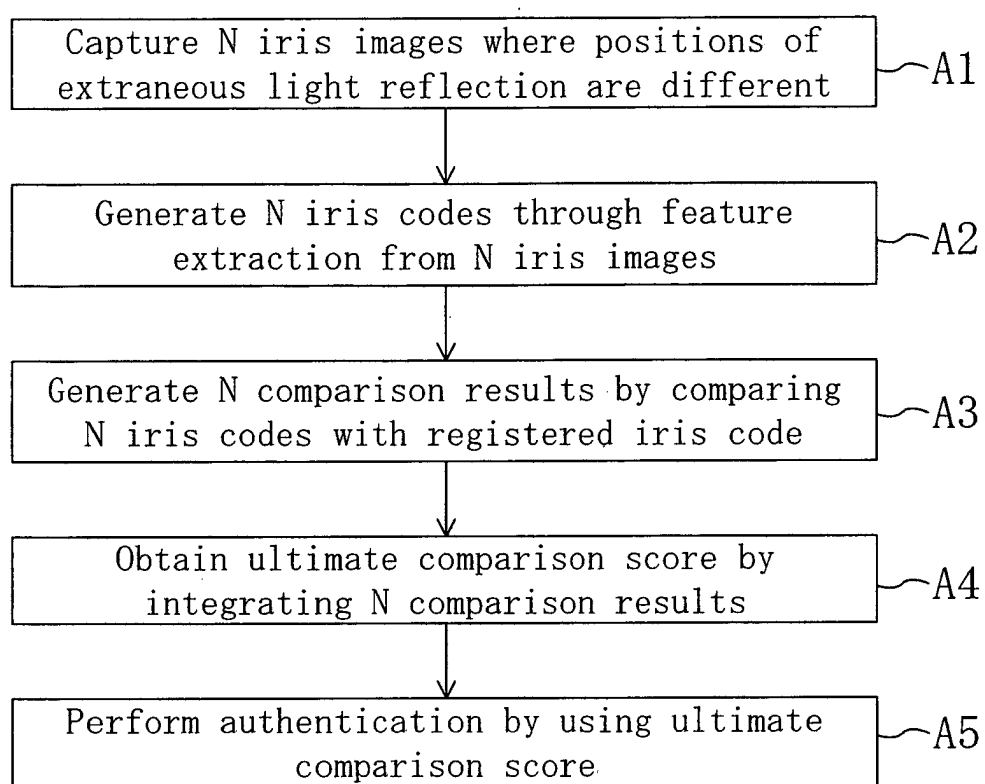 Capture N iris images where positions of
extraneous light reflection are different
A1
Generate N iris codes through feature
extraction from N iris images
A2
Generate N comparison results by comparing
N iris codes with registered iris code
A3
Obtain ultimate comparison score by
integrating N comparison results
A4
Perform authentication by using ultimate
comparison score
A5